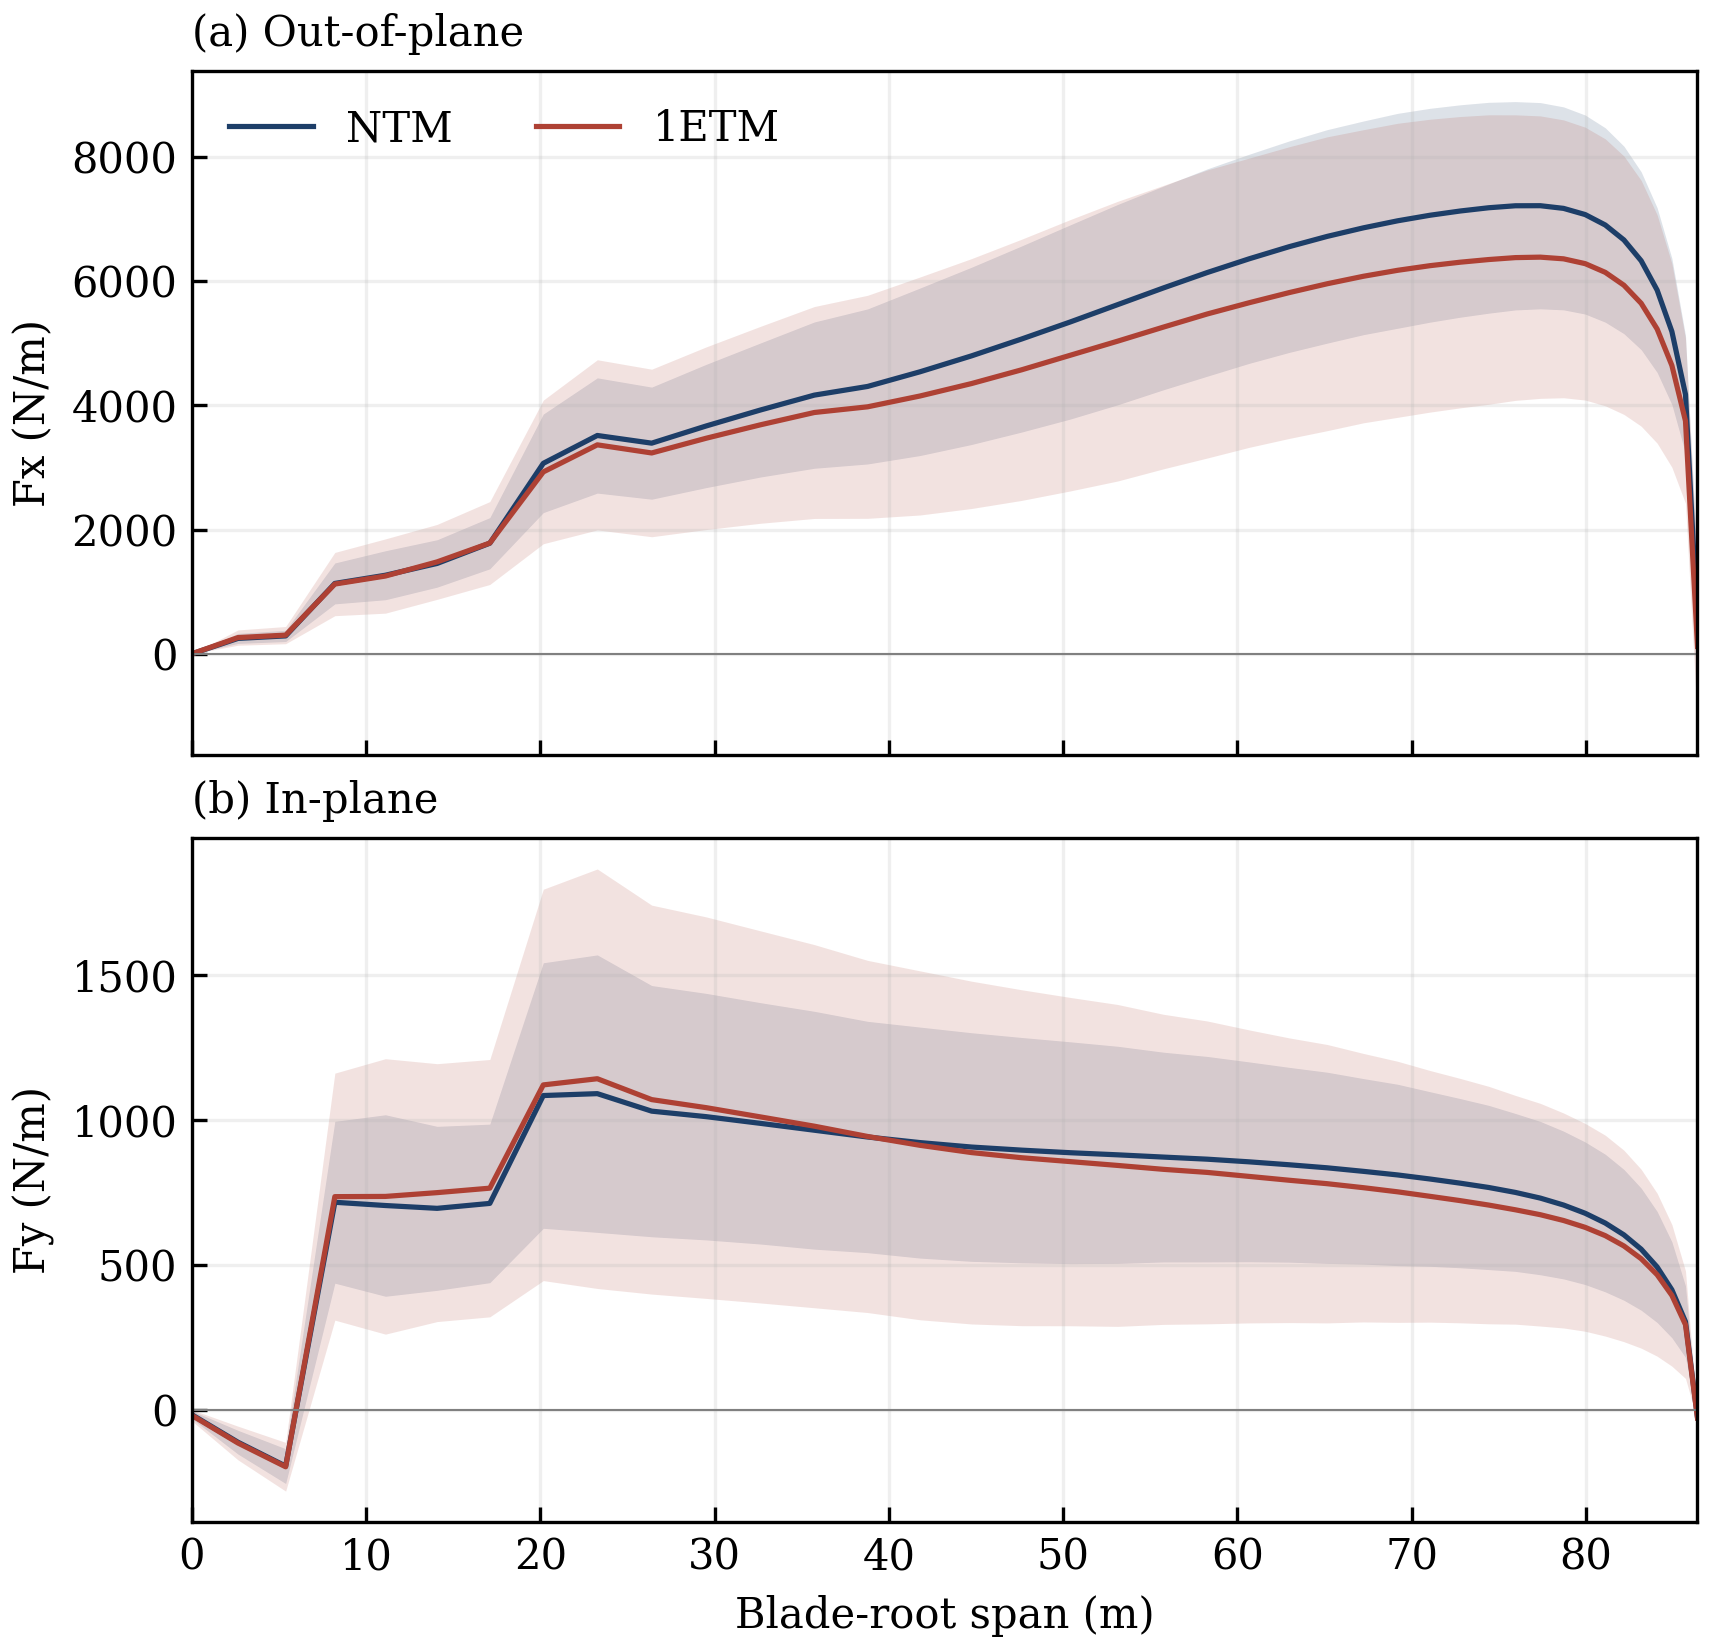 (a) Out-of-plane
NTM 1ETM
8000
6000
4000
2000
0
Fx (N/m)
(b) In-plane
1500
1000
500
0
Fy (N/m)
0 10 20 30 40 50 60 70 80
Blade-root span (m)